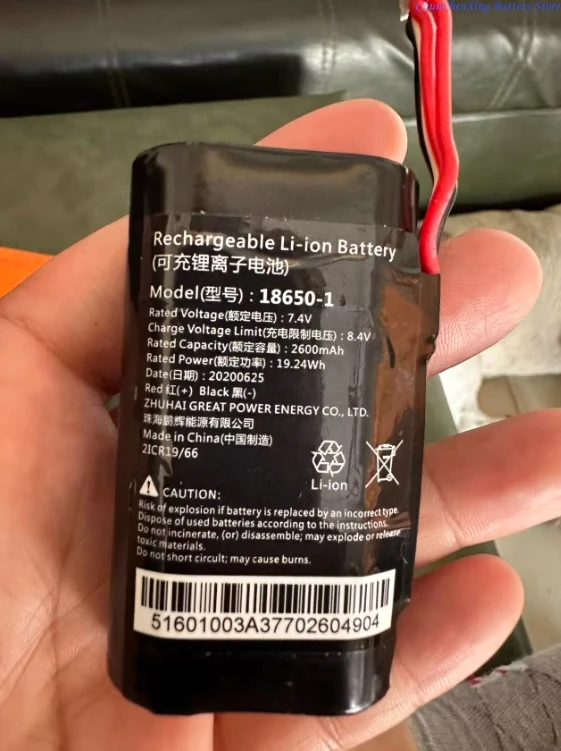 ChunShenXing Battery Store
Rechargeable Li-ion Battery
(可充锂离子电池)
Model(型号) : 18650-1
Rated Voltage(额定电压) : 7.4V
Charge Voltage Limit(充电限制电压) : 8.4V
Rated Capacity(额定容量) : 2600mAh
Rated Power(额定功率) : 19.24Wh
Date(日期) : 20200625
Red 红(+) Black 黑(-)
ZHUHAI GREAT POWER ENERGY CO., LTD.
珠海鹏辉能源有限公司
Made in China(中国制造)
2ICR19/66
Li-ion
CAUTION:
Risk of explosion if battery is replaced by an incorrect type.
Dispose of used batteries according to the instructions.
Do not incinerate, (or) disassemble; may explode or release
toxic materials.
Do not short circuit; may cause burns.
51601003A37702604904